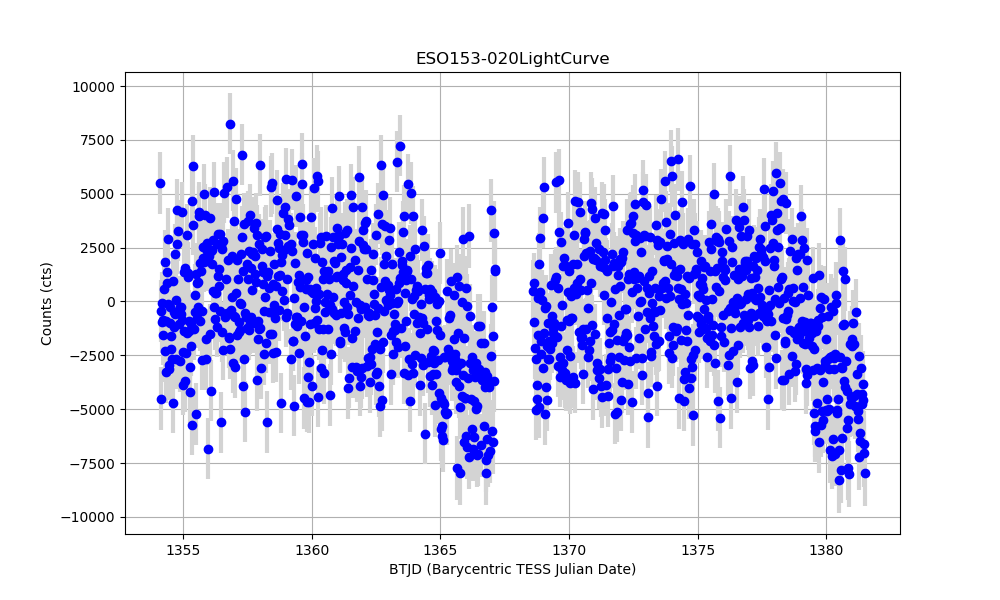 ESO153-020LightCurve
10000
7500
5000
2500
0
−2500
−5000
−7500
−10000
Counts (cts)
1355 1360 1365 1370 1375 1380
BTJD (Barycentric TESS Julian Date)